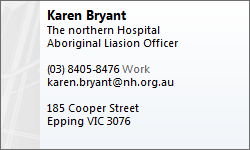 Karen Bryant
The northern Hospital
Aboriginal Liasion Officer
(03) 8405-8476 Work
karen.bryant@nh.org.au
185 Cooper Street
Epping VIC 3076